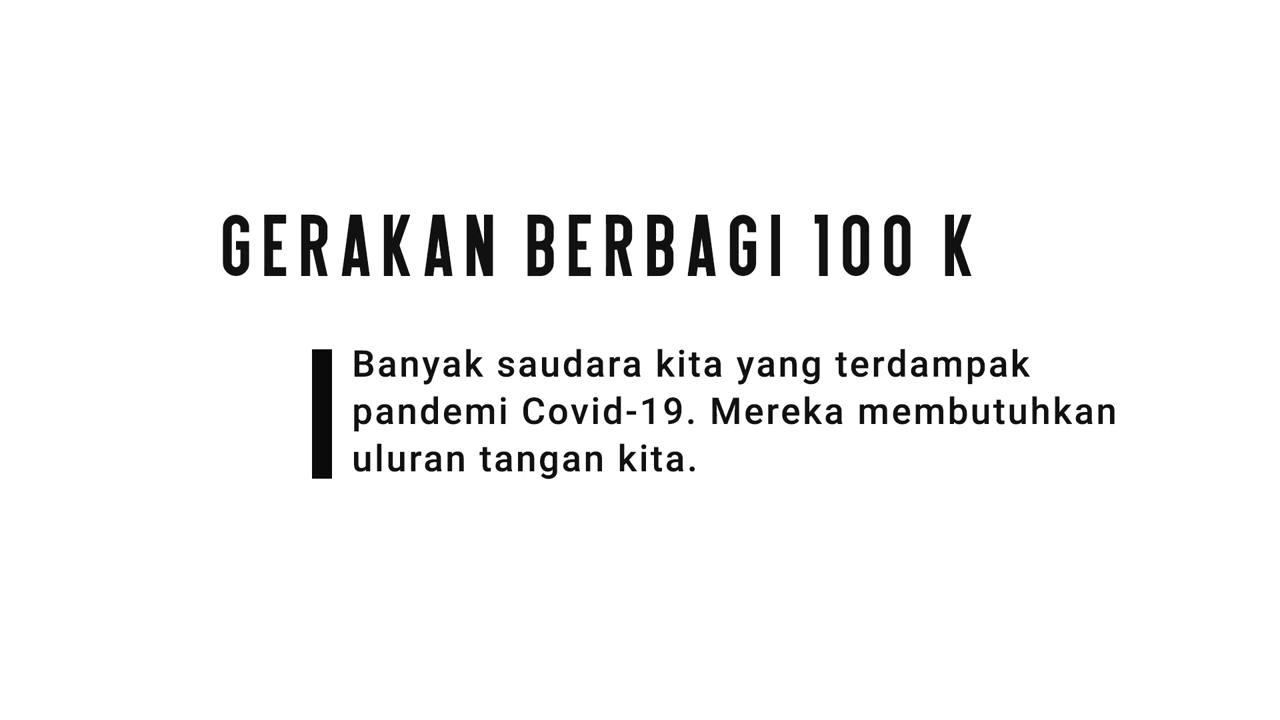 GERAKAN BERBAGI 100 K
Banyak saudara kita yang terdampak
pandemi Covid-19. Mereka membutuhkan
uluran tangan kita.